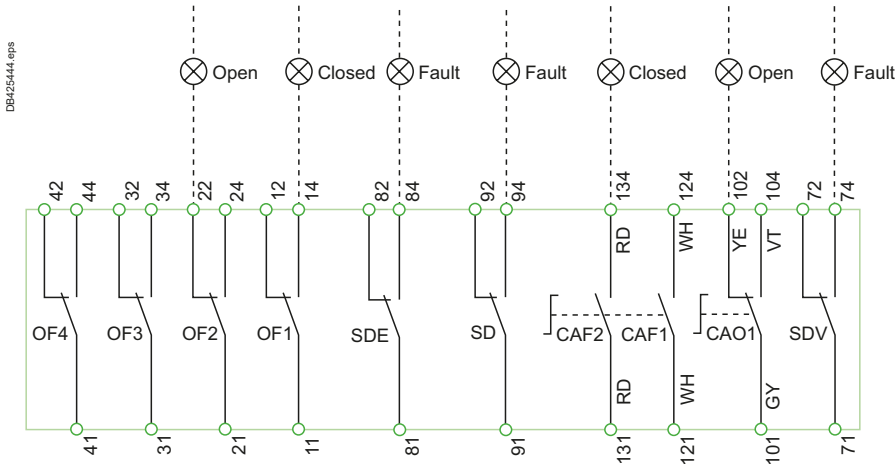 DB425444.eps
Open Closed Fault Fault Closed Open Fault
42 44 32 34 22 24 12 14 82 84 92 94 134 124 102 104 72 74
RD WH YE VT
OF4 OF3 OF2 OF1 SDE SD CAF2 CAF1 CAO1 SDV
RD WH GY
41 31 21 11 81 91 131 121 101 71